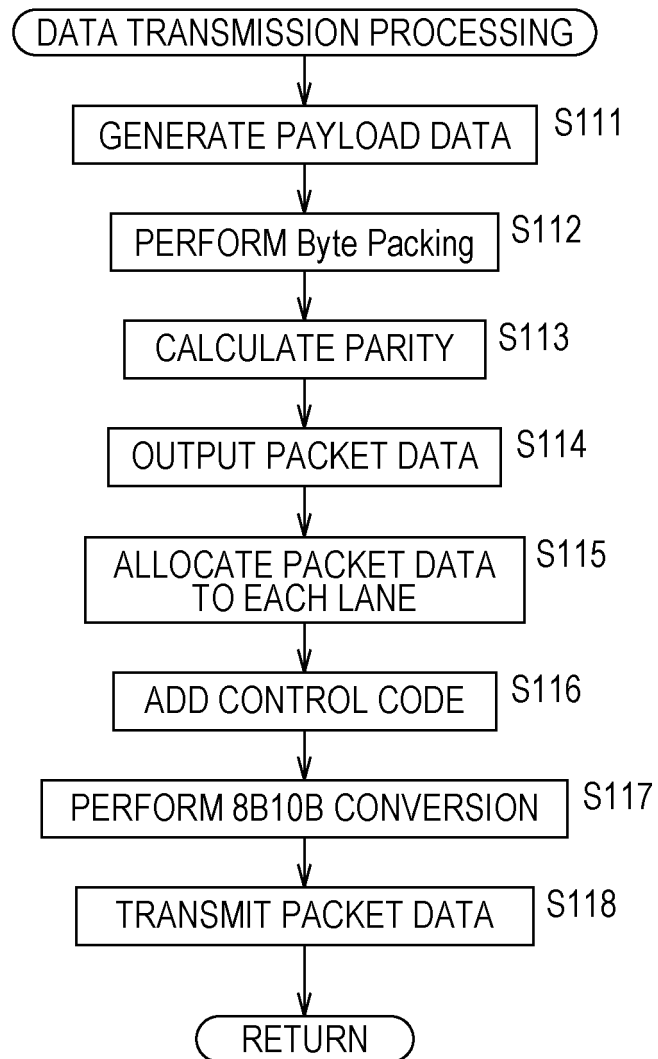 DATA TRANSMISSION PROCESSING
GENERATE PAYLOAD DATA
S111
PERFORM Byte Packing
S112
CALCULATE PARITY
S113
OUTPUT PACKET DATA
S114
ALLOCATE PACKET DATA
TO EACH LANE
S115
ADD CONTROL CODE
S116
PERFORM 8B10B CONVERSION
S117
TRANSMIT PACKET DATA
S118
RETURN